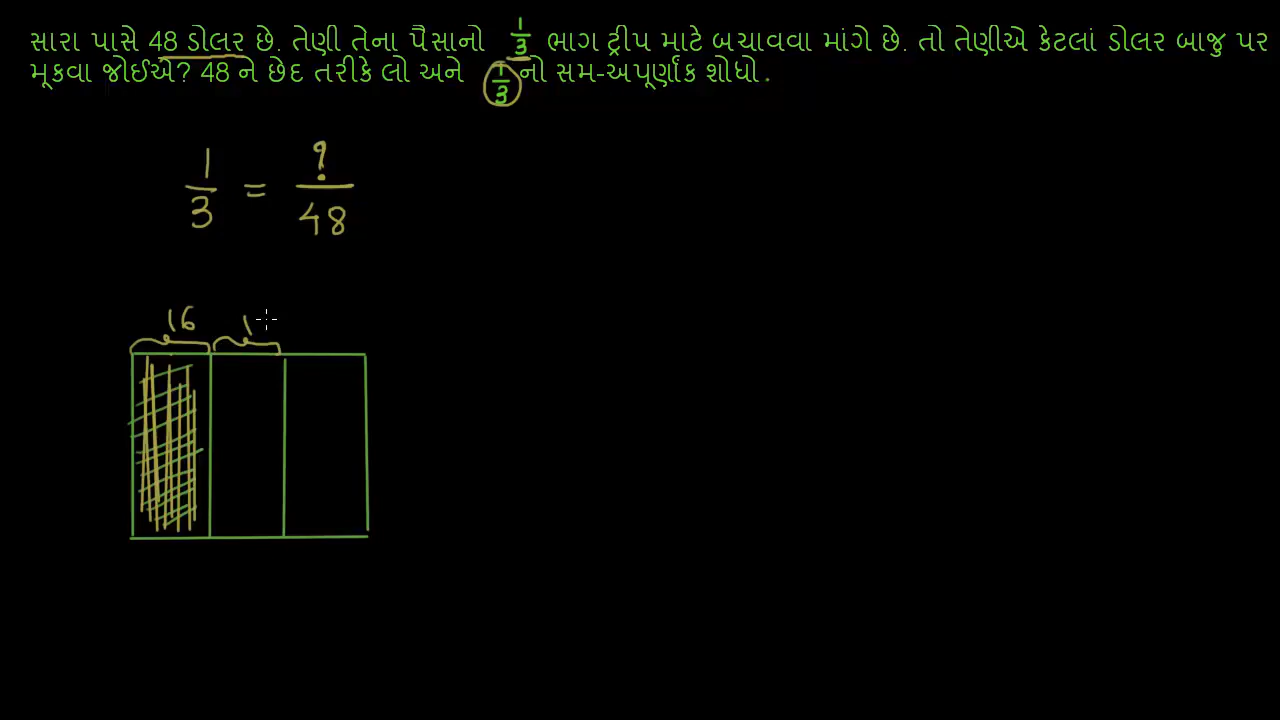 સારા પાસે 48 ડોલર છે. તેણી તેના પૈસાનો 1/3 ભાગ ટ્રીપ માટે બચાવવા માંગે છે. તો તેણીએ કેટલાં ડોલર બાજુ પર
મૂકવા જોઈએ? 48 ને છેદ તરીકે લો અને 1/3 નો સમ-અપૂર્ણાંક શોધો.
1/3 = ?/48
16 1